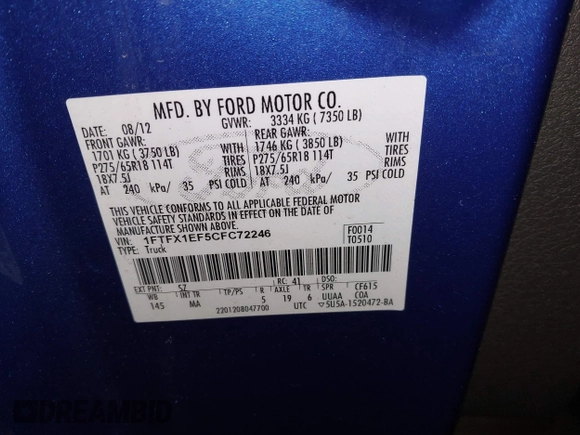 MFD. BY FORD MOTOR CO.
DATE: 08/12 GVWR: 3334 KG ( 7350 LB)
FRONT GAWR: REAR GAWR:
1701 KG (3750 LB) 1746 KG ( 3850 LB)
P275/65R18 114T TIRES P275/65R18 114T TIRES
18X7.5J RIMS 18X7.5J RIMS
AT 240 kPa/ 35 PSI COLD AT 240 kPa/ 35 PSI COLD
THIS VEHICLE CONFORMS TO ALL APPLICABLE FEDERAL MOTOR
VEHICLE SAFETY STANDARDS IN EFFECT ON THE DATE OF
MANUFACTURE SHOWN ABOVE.
VIN: 1FTFX1EF5CFC72246 F0014
TYPE: Truck T0510
EXT PNT: SZ RC: 41 DSO:
WB INT TR TP/PS R AXLE TR SPR CF615
145 MA 5 19 6 UUAA COA
2201208047700 UTC ▽5U5A-1520472-BA
Ford
DREAMBID